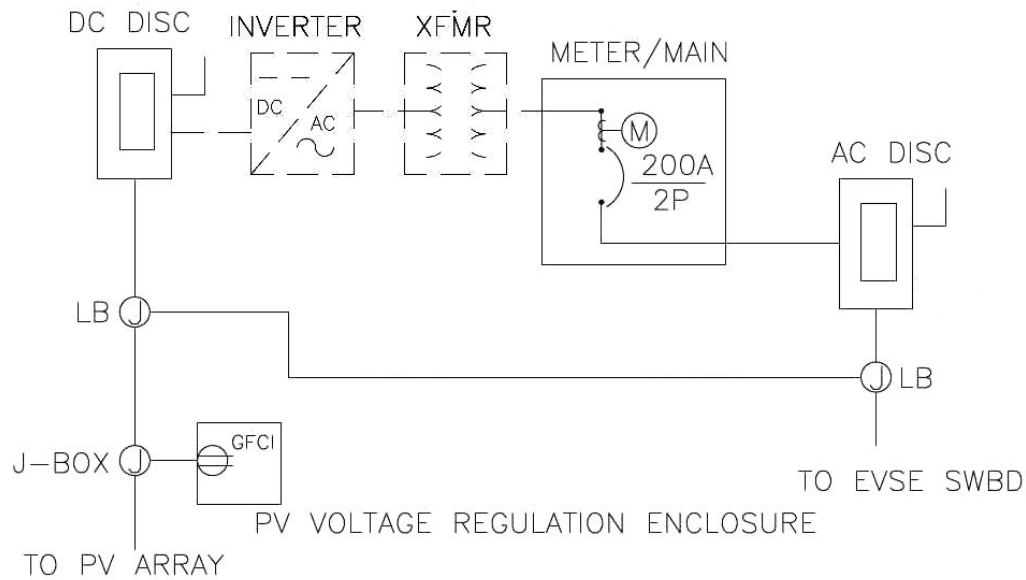 DC DISC
INVERTER
XFMR
METER/MAIN
DC
AC
M
200A
2P
AC DISC
LB
J
J
LB
J-BOX
J
GFCI
TO EVSE SWBD
PV VOLTAGE REGULATION ENCLOSURE
TO PV ARRAY